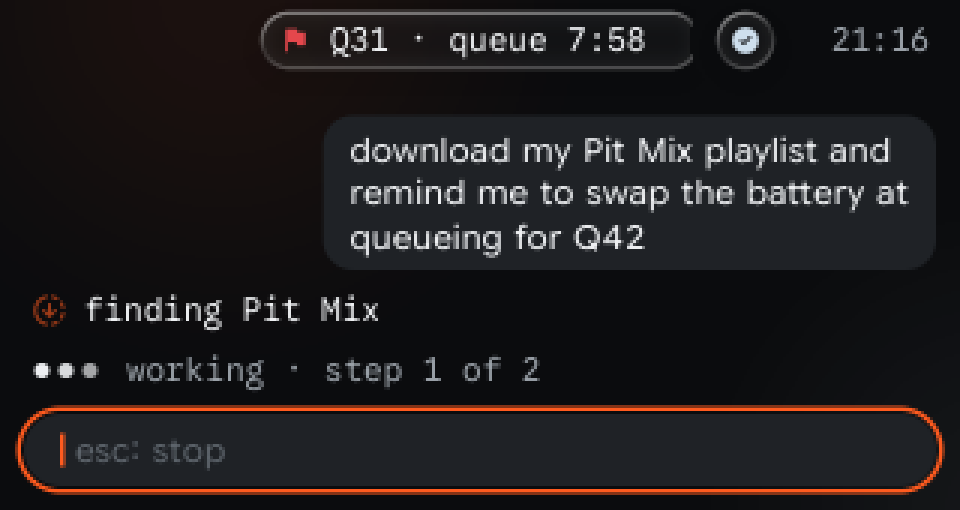 Q31 · queue 7:58
21:16
download my Pit Mix playlist and
remind me to swap the battery at
queueing for Q42
finding Pit Mix
working · step 1 of 2
esc: stop